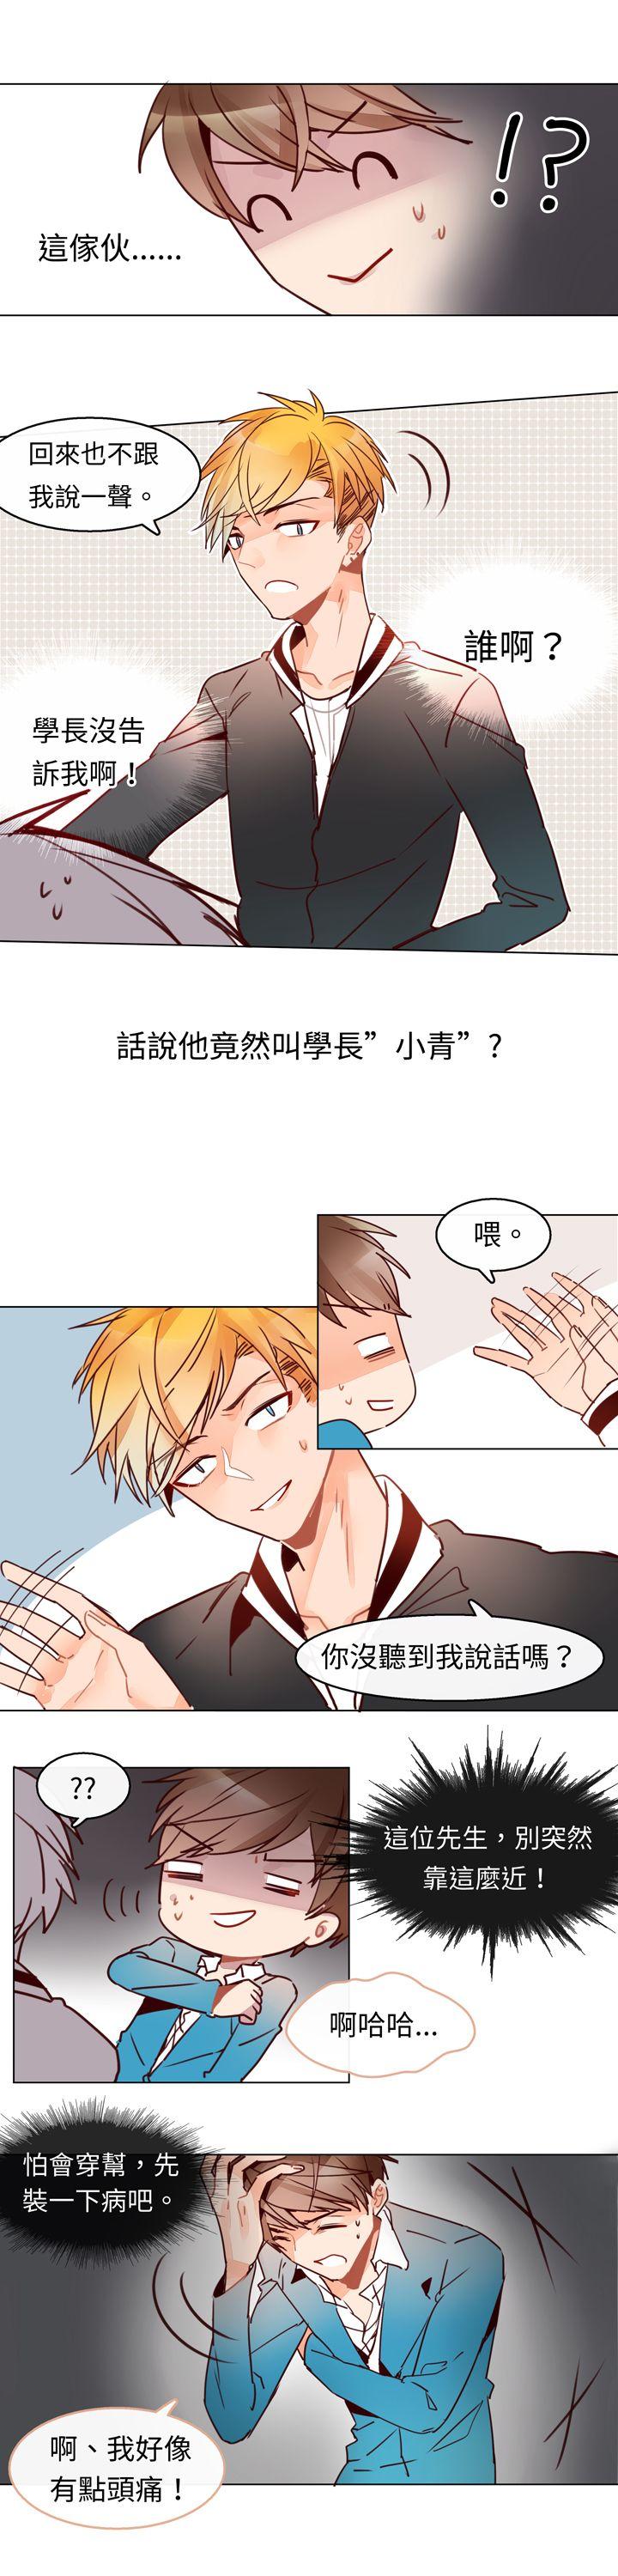 !?
這傢伙......
回來也不跟
我說一聲。
誰啊？
學長沒告
訴我啊！
話說他竟然叫學長”小青”?
喂。
你沒聽到我說話嗎？
??
這位先生，別突然
靠這麼近！
啊哈哈...
怕會穿幫，先
裝一下病吧。
啊、我好像
有點頭痛！